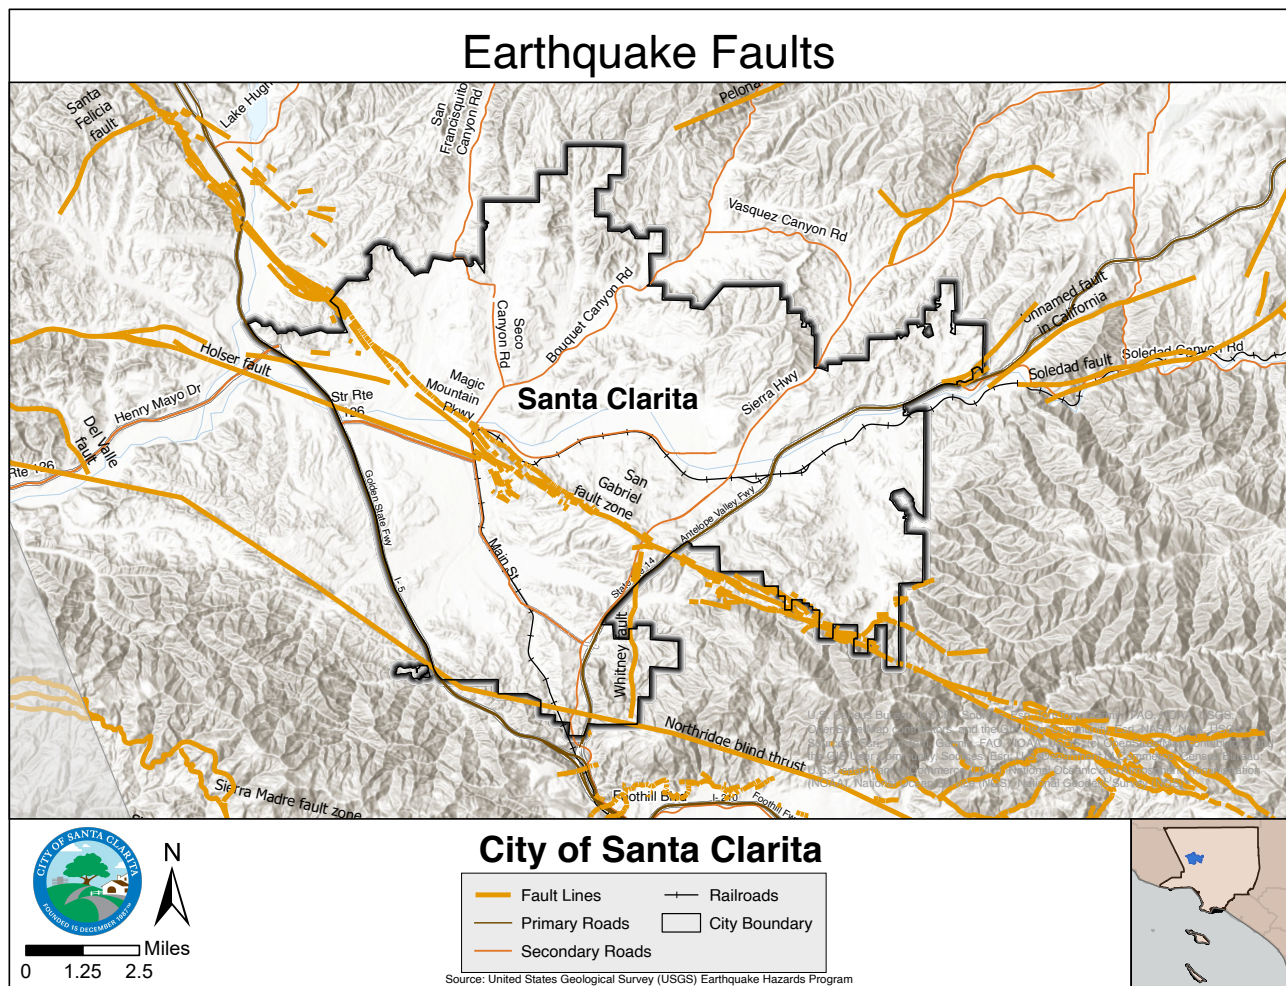 Earthquake Faults
Santa
Felicia
fault
Lake Hugh
San
Francisquito
Canyon Rd
Pelona
Vasquez Canyon Rd
Unnamed fault
in California
Bouquet Canyon Rd
Seco
Canyon Rd
Holser fault
Soledad Canyon Rd
Soledad fault
Magic
Mountain
Pkwy
Santa Clarita
Sierra Hwy
Henry Mayo Dr
Str Rte
126
Del Valle
fault
Rte 126
San
Gabriel
fault zone
Golden State Fwy
Antelope Valley Fwy
Main St
I- 5
State 14
Whitney fault
Northridge blind thrust
Sierra Madre fault zone
Foothill Blvd
I- 210
Foothill Fwy
City of Santa Clarita
CITY OF SANTA CLARITA
FOUNDED 15 DECEMBER 1987
N
Miles
0 1.25 2.5
Fault Lines
Primary Roads
Secondary Roads
Railroads
City Boundary
Source: United States Geological Survey (USGS) Earthquake Hazards Program